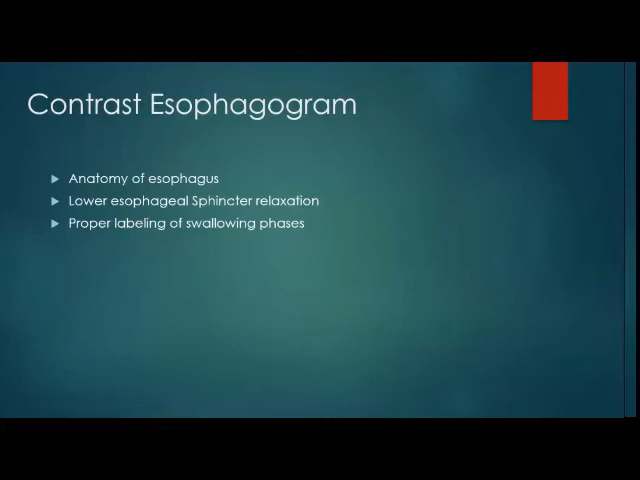 Contrast Esophagogram
Anatomy of esophagus
Lower esophageal Sphincter relaxation
Proper labeling of swallowing phases